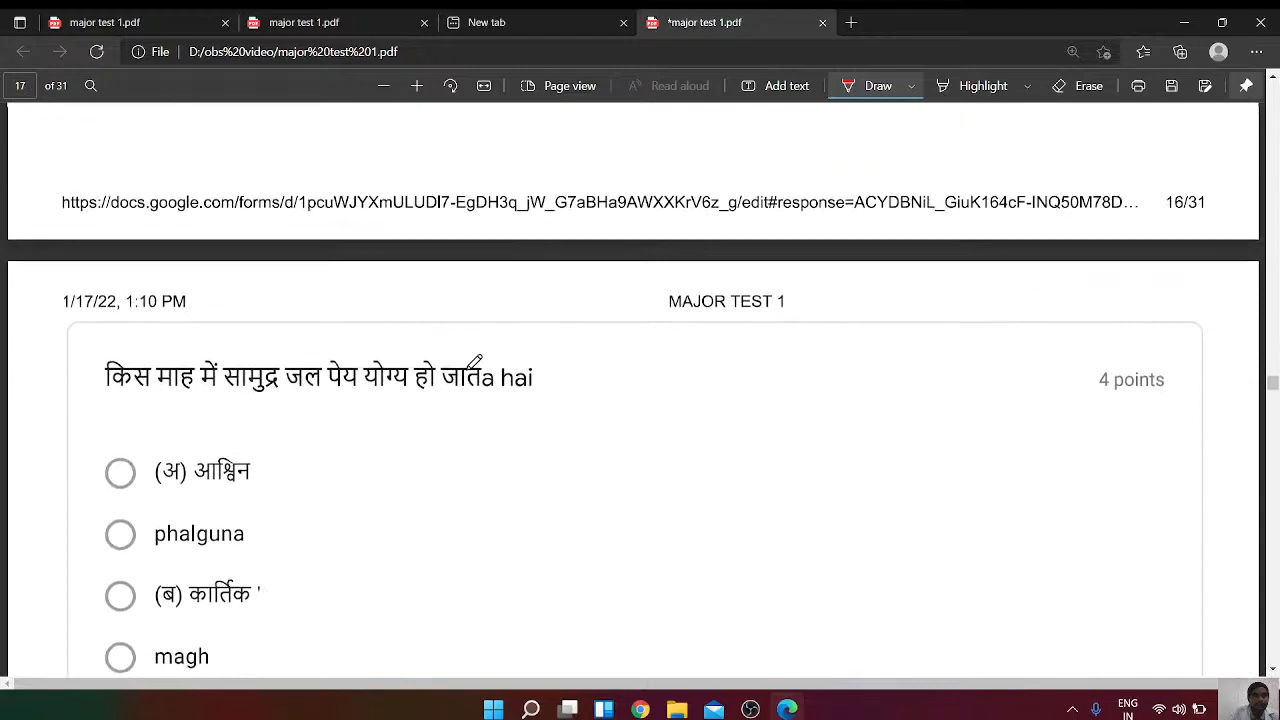 major test 1.pdf
major test 1.pdf
New tab
*major test 1.pdf
File
D:/obs%20video/major%20test%201.pdf
17 of 31
Page view
Read aloud
Add text
Draw
Highlight
Erase
https://docs.google.com/forms/d/1pcuWJYXmULUDl7-EgDH3q_jW_G7aBHa9AWXXKrV6z_g/edit#response=ACYDBNiL_GiuK164cF-INQ50M78D… 16/31
1/17/22, 1:10 PM MAJOR TEST 1
किस माह में सामुद्र जल पेय योग्य हो जातa hai 4 points
(अ) आश्विन
phalguna
(ब) कार्तिक '
magh
ENG
IN